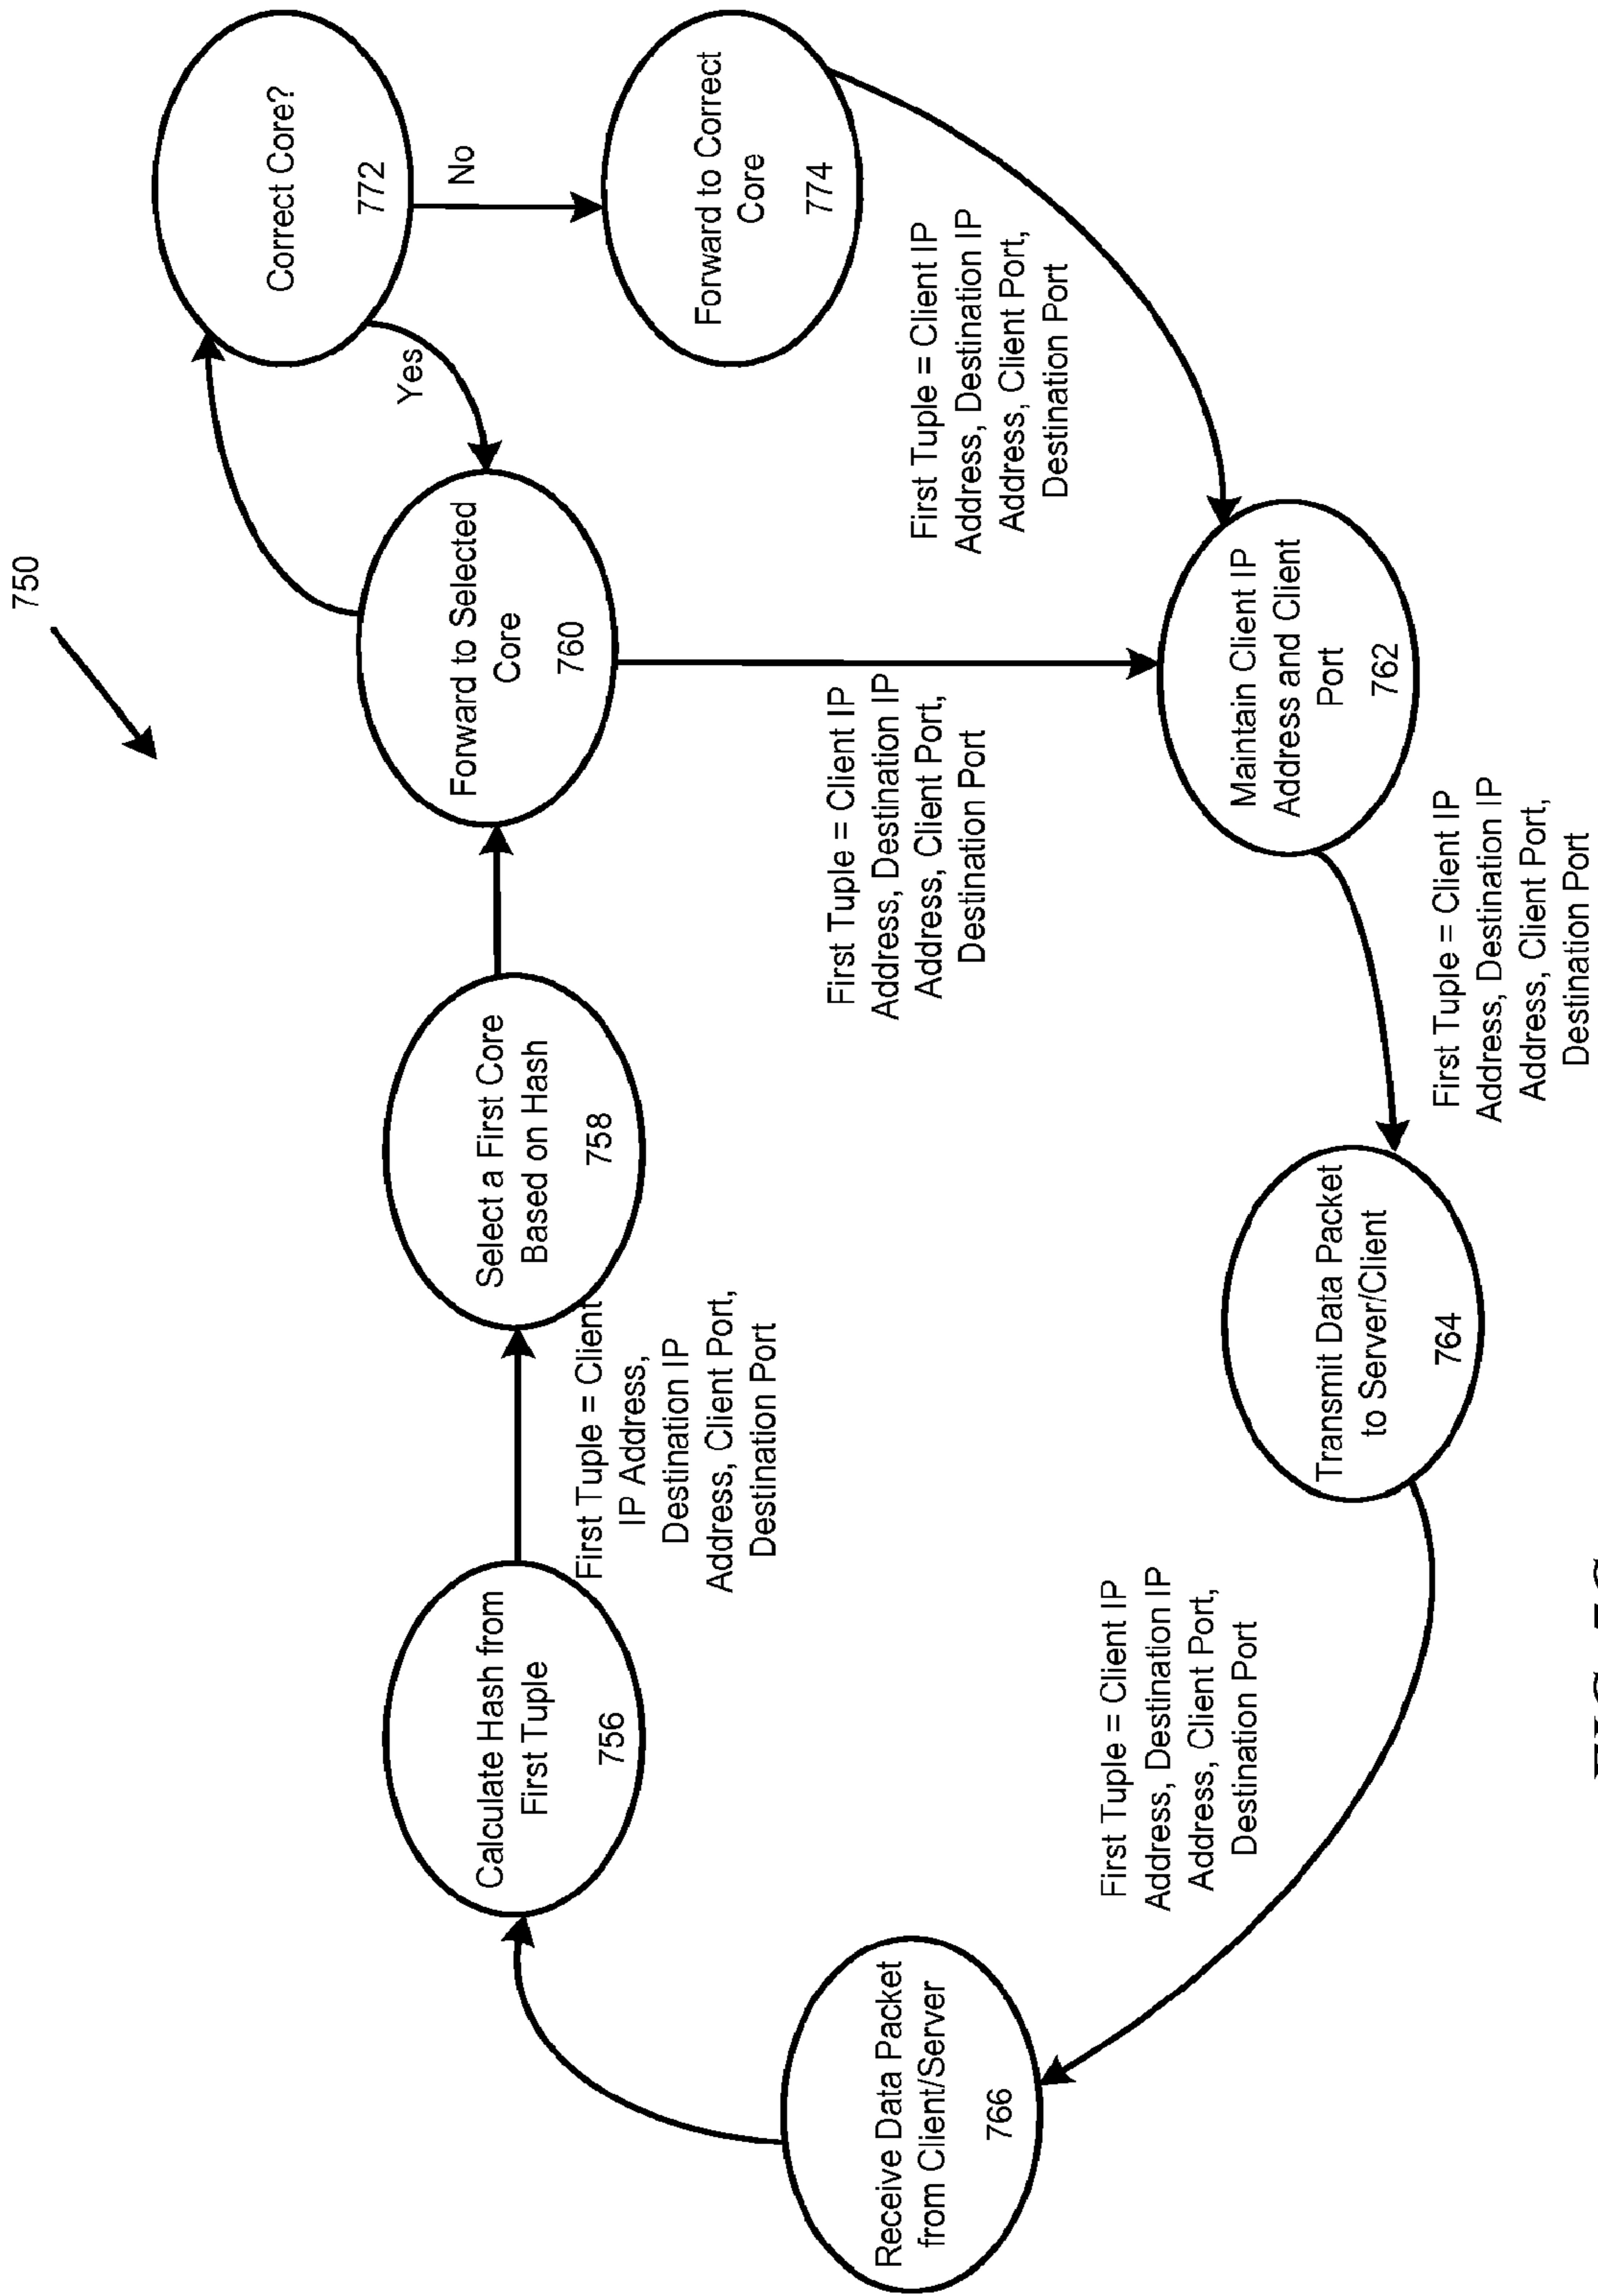 750
Correct Core?
772
No
Yes
Forward to Correct
Core
774
Forward to Selected
Core
760
Select a First Core
Based on Hash
758
Calculate Hash from
First Tuple
756
First Tuple = Client
IP Address,
Destination IP
Address, Client Port,
Destination Port
First Tuple = Client IP
Address, Destination IP
Address, Client Port,
Destination Port
First Tuple = Client IP
Address, Destination IP
Address, Client Port,
Destination Port
Maintain Client IP
Address and Client
Port
762
First Tuple = Client IP
Address, Destination IP
Address, Client Port,
Destination Port
Transmit Data Packet
to Server/Client
764
First Tuple = Client IP
Address, Destination IP
Address, Client Port,
Destination Port
Receive Data Packet
from Client/Server
766